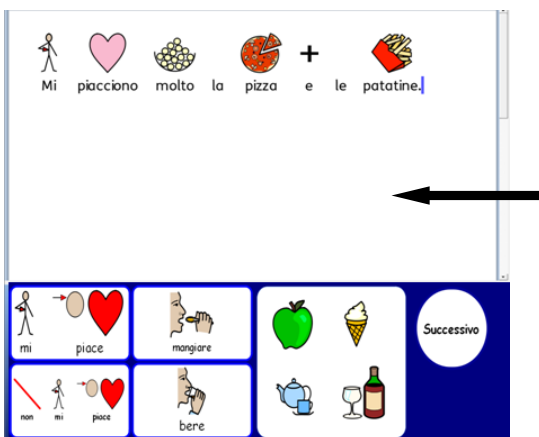 Mi piacciono molto la pizza e le patatine.
mi piace
mangiare
Successivo
non mi piace
bere